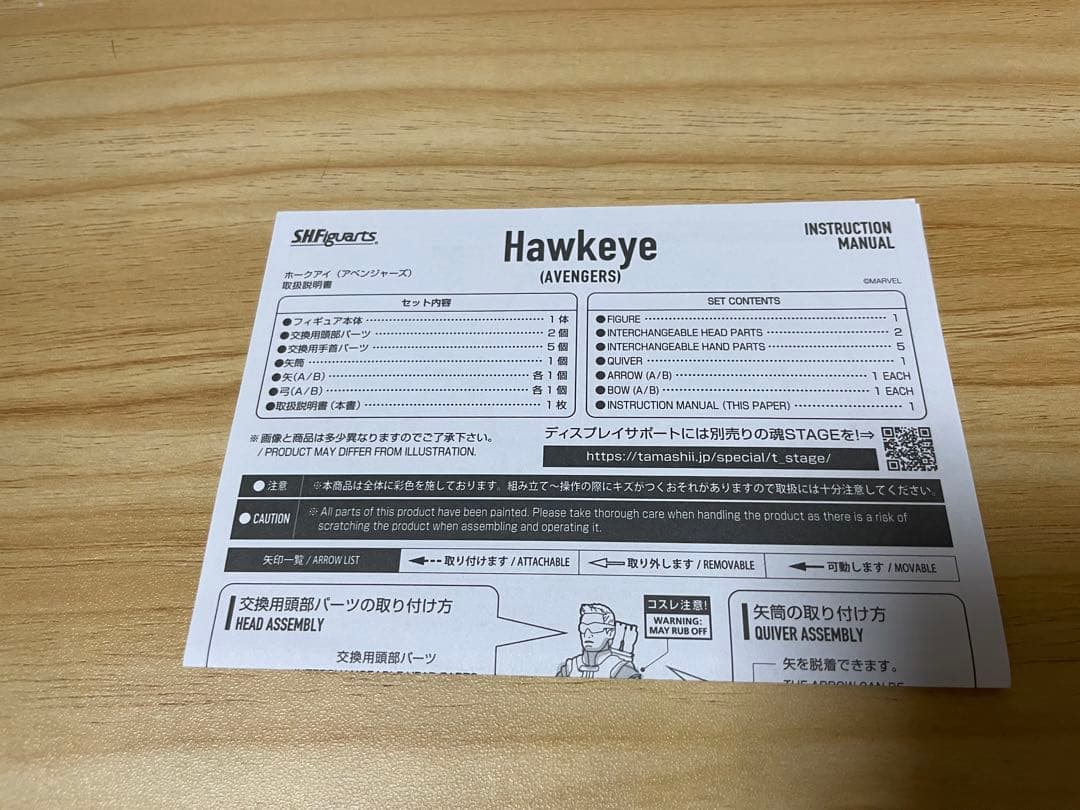 S.H.Figuarts
Hawkeye
(AVENGERS)
INSTRUCTION
MANUAL
ホークアイ（アベンジャーズ）
取扱説明書
©MARVEL
セット内容
●フィギュア本体 1体
●交換用頭部パーツ 2個
●交換用手首パーツ 5個
●矢筒 1個
●矢(A/B) 各1個
●弓(A/B) 各1個
●取扱説明書（本書） 1枚
SET CONTENTS
●FIGURE 1
●INTERCHANGEABLE HEAD PARTS 2
●INTERCHANGEABLE HAND PARTS 5
●QUIVER 1
●ARROW (A/B) 1 EACH
●BOW (A/B) 1 EACH
●INSTRUCTION MANUAL (THIS PAPER) 1
※画像と商品は多少異なりますのでご了承下さい。
/ PRODUCT MAY DIFFER FROM ILLUSTRATION.
ディスプレイサポートには別売りの魂STAGEを!⇒
https://tamashii.jp/special/t_stage/
●注意 ※本商品は全体に彩色を施しております。組み立て〜操作の際にキズがつくおそれがありますので取扱には十分注意してください。
●CAUTION ※All parts of this product have been painted. Please take thorough care when handling the product as there is a risk of
scratching the product when assembling and operating it.
矢印一覧 / ARROW LIST
取り付けます / ATTACHABLE
取り外します / REMOVABLE
可動します / MOVABLE
交換用頭部パーツの取り付け方
HEAD ASSEMBLY
交換用頭部パーツ
コスレ注意!
WARNING:
MAY RUB OFF
矢筒の取り付け方
QUIVER ASSEMBLY
矢を脱着できます。
THE ARROW CAN BE